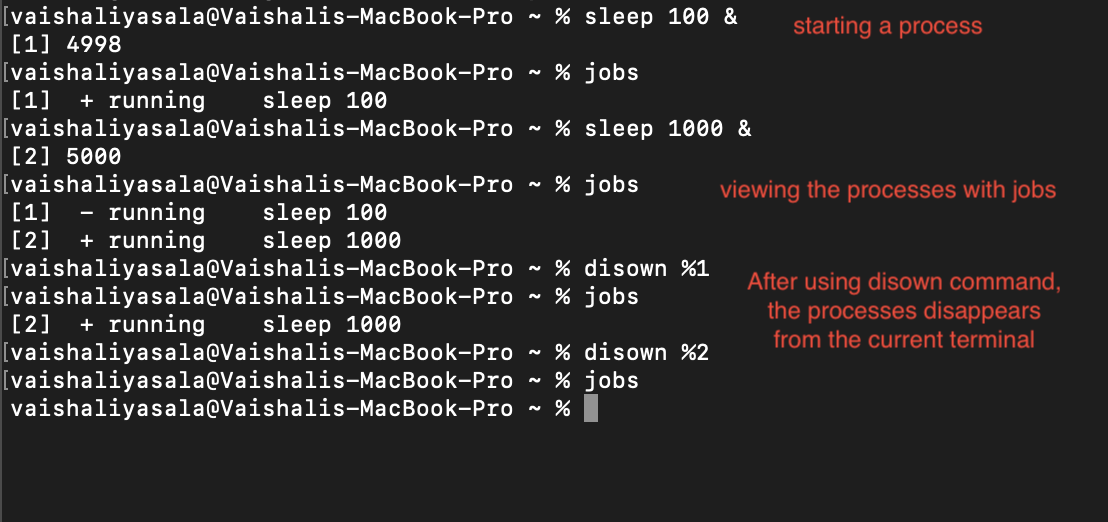 [vaishaliyasala@Vaishalis-MacBook-Pro ~ % sleep 100 &
starting a process
[1] 4998
[vaishaliyasala@Vaishalis-MacBook-Pro ~ % jobs
[1]  + running    sleep 100
[vaishaliyasala@Vaishalis-MacBook-Pro ~ % sleep 1000 &
[2] 5000
[vaishaliyasala@Vaishalis-MacBook-Pro ~ % jobs
viewing the processes with jobs
[1]  - running    sleep 100
[2]  + running    sleep 1000
[vaishaliyasala@Vaishalis-MacBook-Pro ~ % disown %1
[vaishaliyasala@Vaishalis-MacBook-Pro ~ % jobs
[2]  + running    sleep 1000
[vaishaliyasala@Vaishalis-MacBook-Pro ~ % disown %2
[vaishaliyasala@Vaishalis-MacBook-Pro ~ % jobs
vaishaliyasala@Vaishalis-MacBook-Pro ~ %
After using disown command,
the processes disappears
from the current terminal